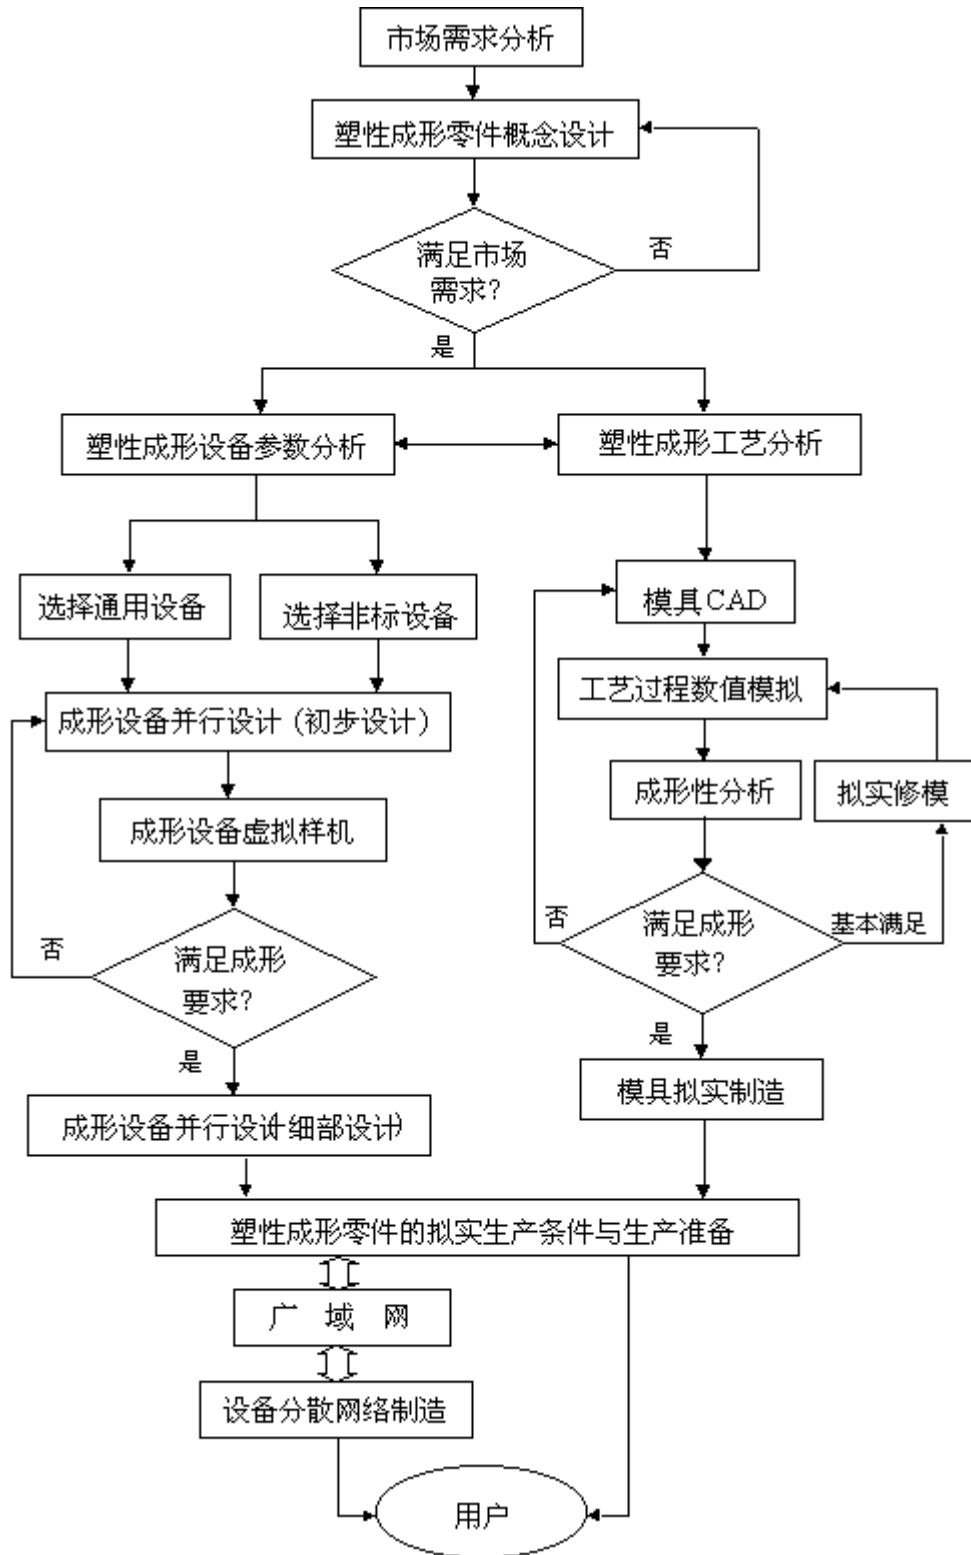 市场需求分析
塑性成形零件概念设计
满足市场
需求?
否
是
塑性成形设备参数分析
塑性成形工艺分析
选择通用设备
选择非标设备
模具CAD
工艺过程数值模拟
成形设备并行设计（初步设计）
成形性分析
拟实修模
成形设备虚拟样机
满足成形
要求?
否
基本满足
否
满足成形
要求?
是
是
模具拟实制造
成形设备并行设计(细部设计)
塑性成形零件的拟实生产条件与生产准备
广 域 网
设备分散网络制造
用户